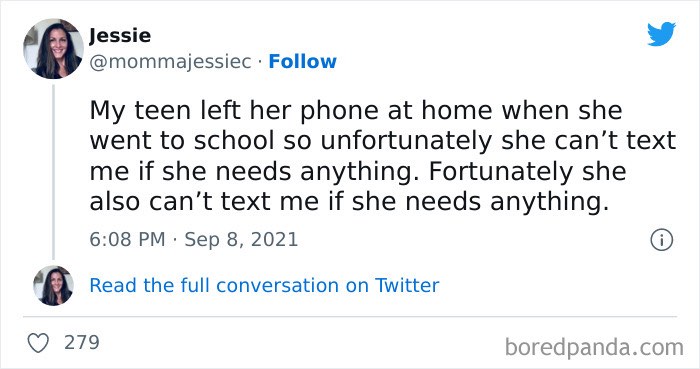 Jessie
@mommajessiec · Follow
My teen left her phone at home when she
went to school so unfortunately she can’t text
me if she needs anything. Fortunately she
also can’t text me if she needs anything.
6:08 PM · Sep 8, 2021
Read the full conversation on Twitter
279
boredpanda.com